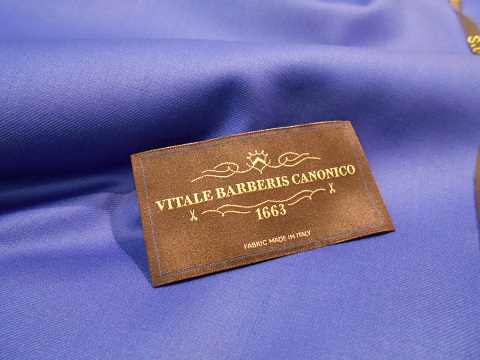 VITALE BARBERIS CANONICO
1663
FABRIC MADE IN ITALY